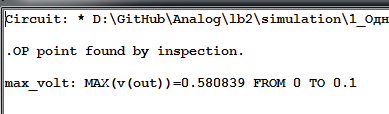 Circuit: * D:\GitHub\Analog\lb2\simulation\1_Одн
.OP point found by inspection.
max_volt: MAX(v(out))=0.580839 FROM 0 TO 0.1